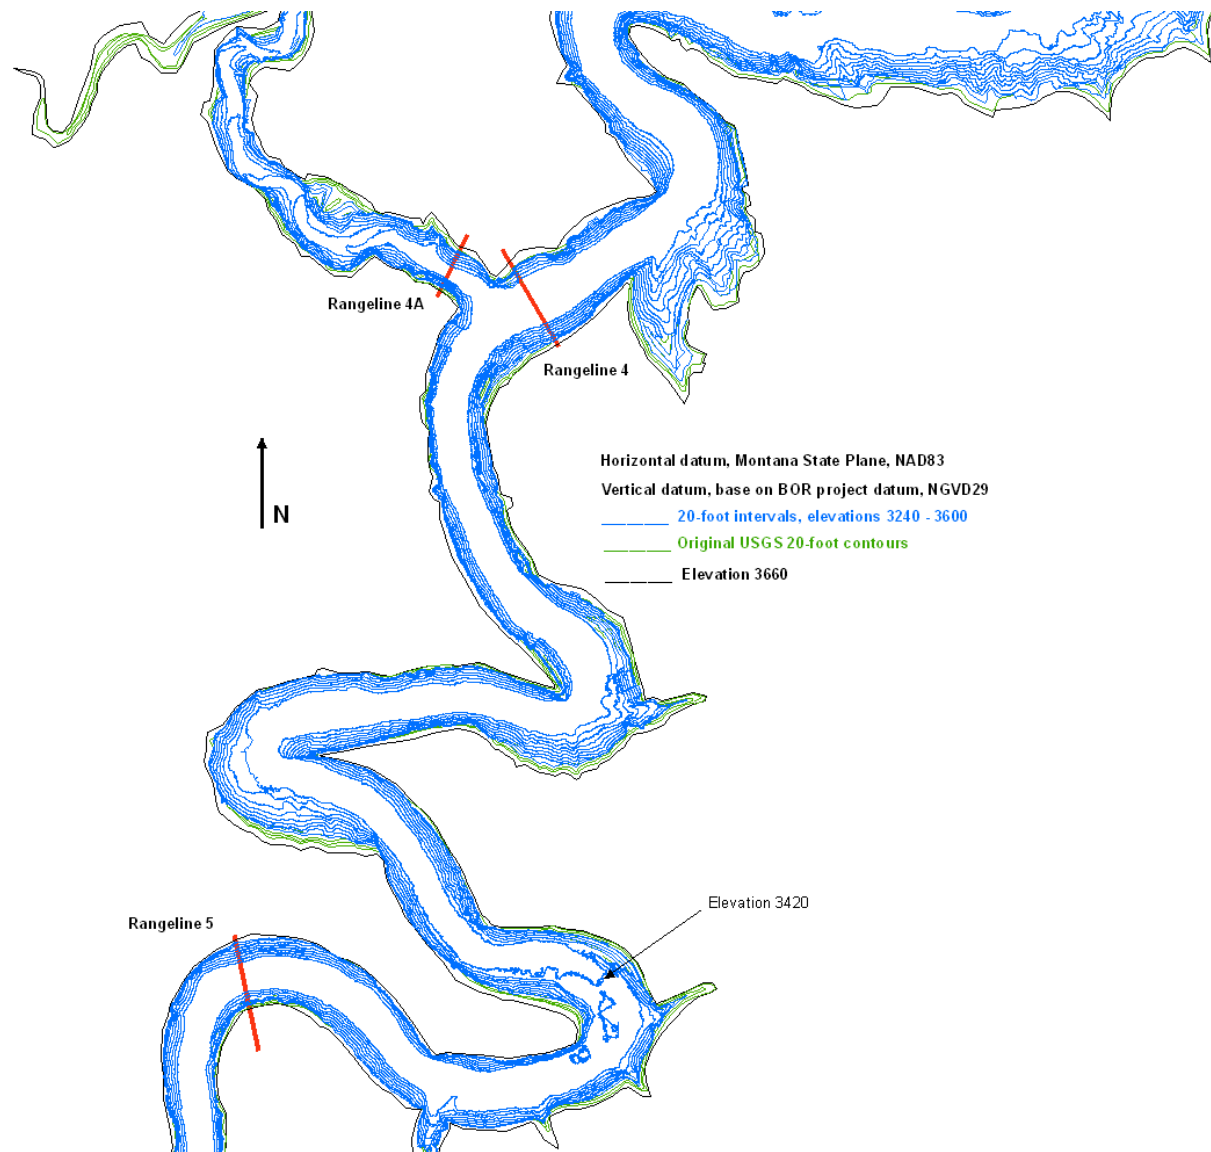 Rangeline 4A
Rangeline 4
Horizontal datum, Montana State Plane, NAD83
Vertical datum, base on BOR project datum, NGVD29
20-foot intervals, elevations 3240 - 3600
Original USGS 20-foot contours
Elevation 3660
N
Elevation 3420
Rangeline 5